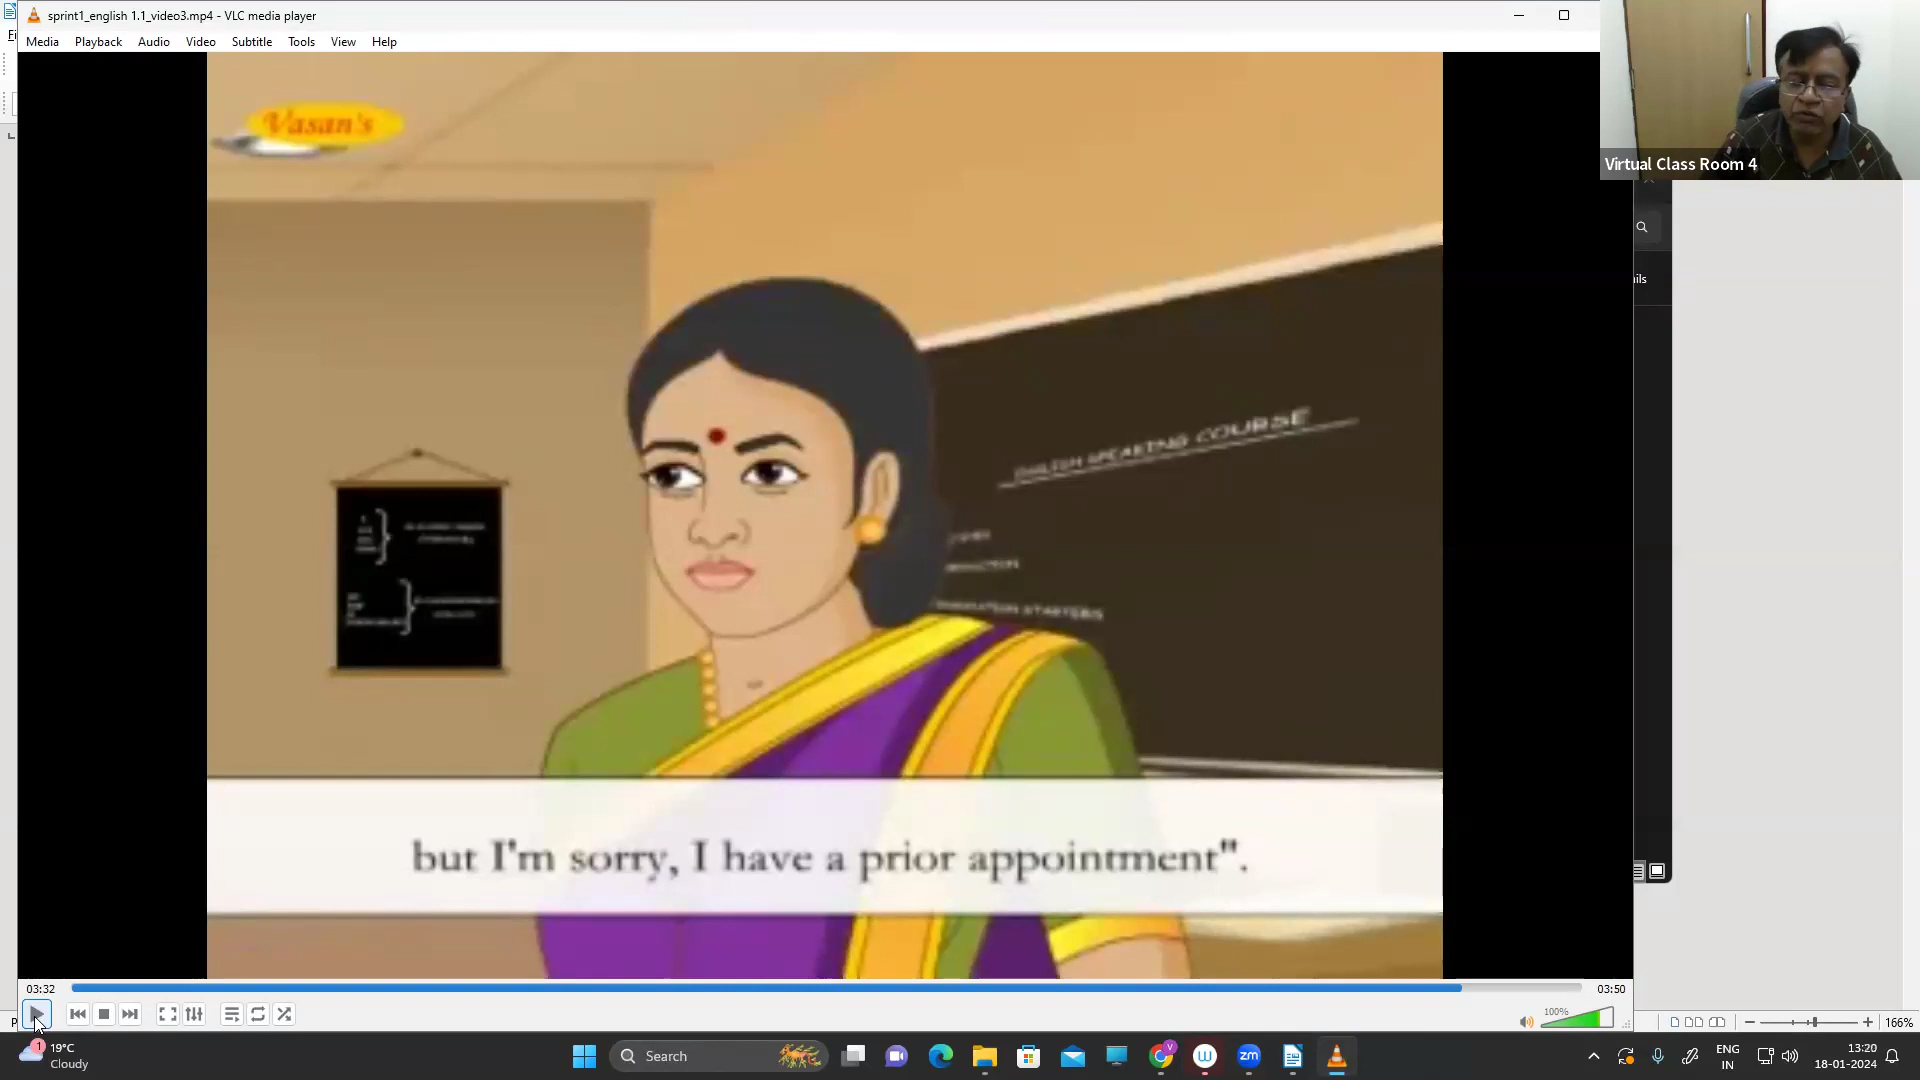 sprint1_english 1.1_video3.mp4 - VLC media player
Media Playback Audio Video Subtitle Tools View Help
Virtual Class Room 4
Vasan's
ENGLISH SPEAKING COURSE
but I'm sorry, I have a prior appointment".
03:32
03:50
100%
166%
1
19°C
Cloudy
Search
V
W
zm
ENG
IN
13:20
18-01-2024